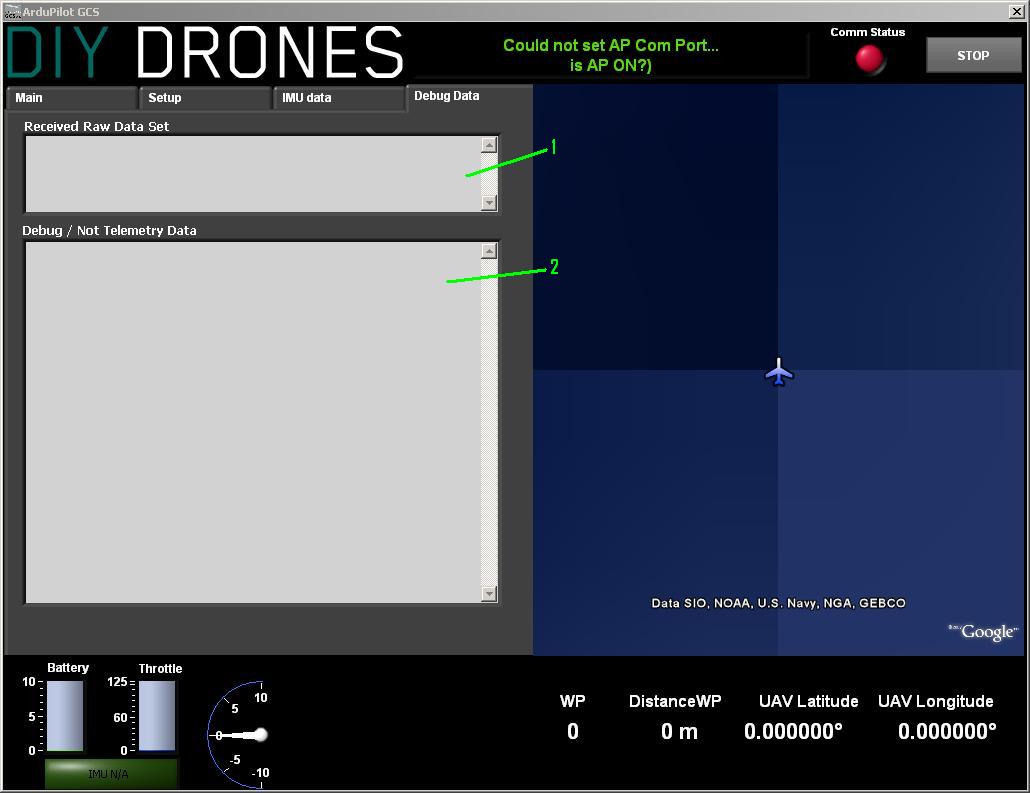 ArduPilot GCS
DIY DRONES
Could not set AP Com Port...
is AP ON?)
Comm Status
STOP
Main
Setup
IMU data
Debug Data
Received Raw Data Set
1
Debug / Not Telemetry Data
2
Data SIO, NOAA, U.S. Navy, NGA, GEBCO
Google
Battery
10
5
0
Throttle
125
60
0
IMU N/A
10
5
0
-5
-10
WP
0
DistanceWP
0 m
UAV Latitude
0.000000°
UAV Longitude
0.000000°